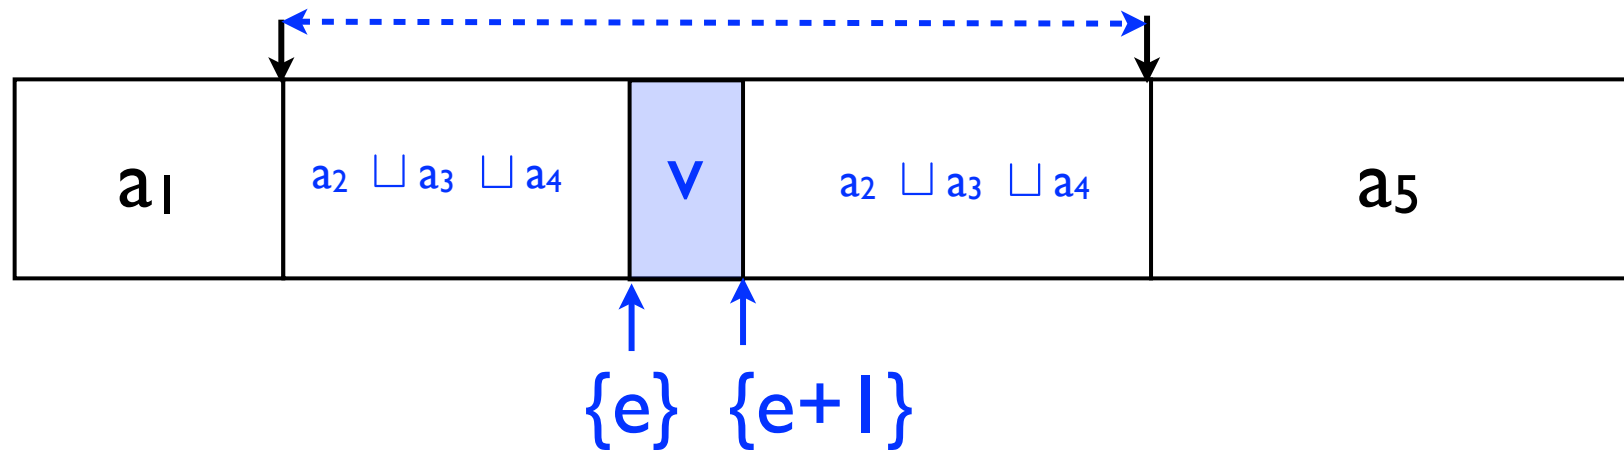 a₁ a₂ ⊔ a₃ ⊔ a₄ v a₂ ⊔ a₃ ⊔ a₄ a₅
{e} {e+1}